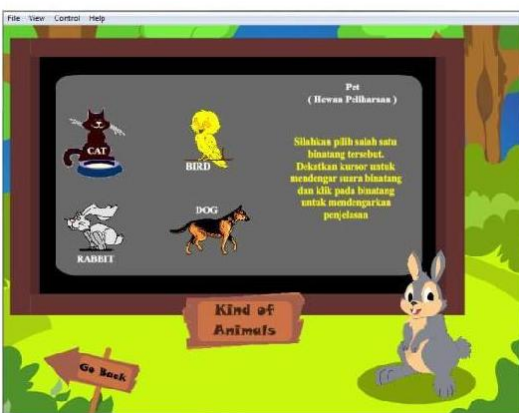 File View Control Help
Pet
( Hewan Peliharaan )
CAT
BIRD
Silahkan pilih salah satu
binatang tersebut.
Deketkan kursor untuk
mendengar suara binatang
dan klik pada binatang
untuk mendengarkan
penjelasan
RABBIT
DOG
Kind of
Animals
Go Back